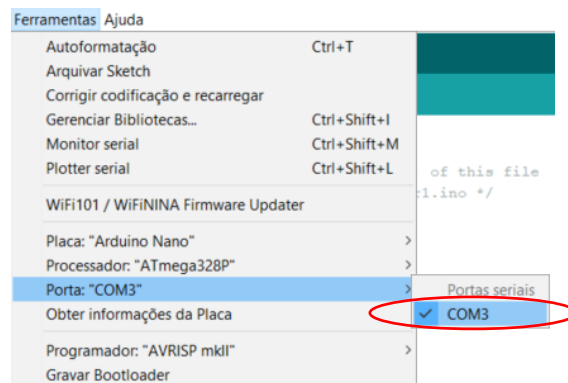 Ferramentas Ajuda
Autoformatação Ctrl+T
Arquivar Sketch
Corrigir codificação e recarregar
Gerenciar Bibliotecas... Ctrl+Shift+I
Monitor serial Ctrl+Shift+M
Plotter serial Ctrl+Shift+L
of this file
1.ino */
WiFi101 / WiFiNINA Firmware Updater
Placa: "Arduino Nano"
Processador: "ATmega328P"
Porta: "COM3"
Portas seriais
Obter informações da Placa
COM3
Programador: "AVRISP mkII"
Gravar Bootloader